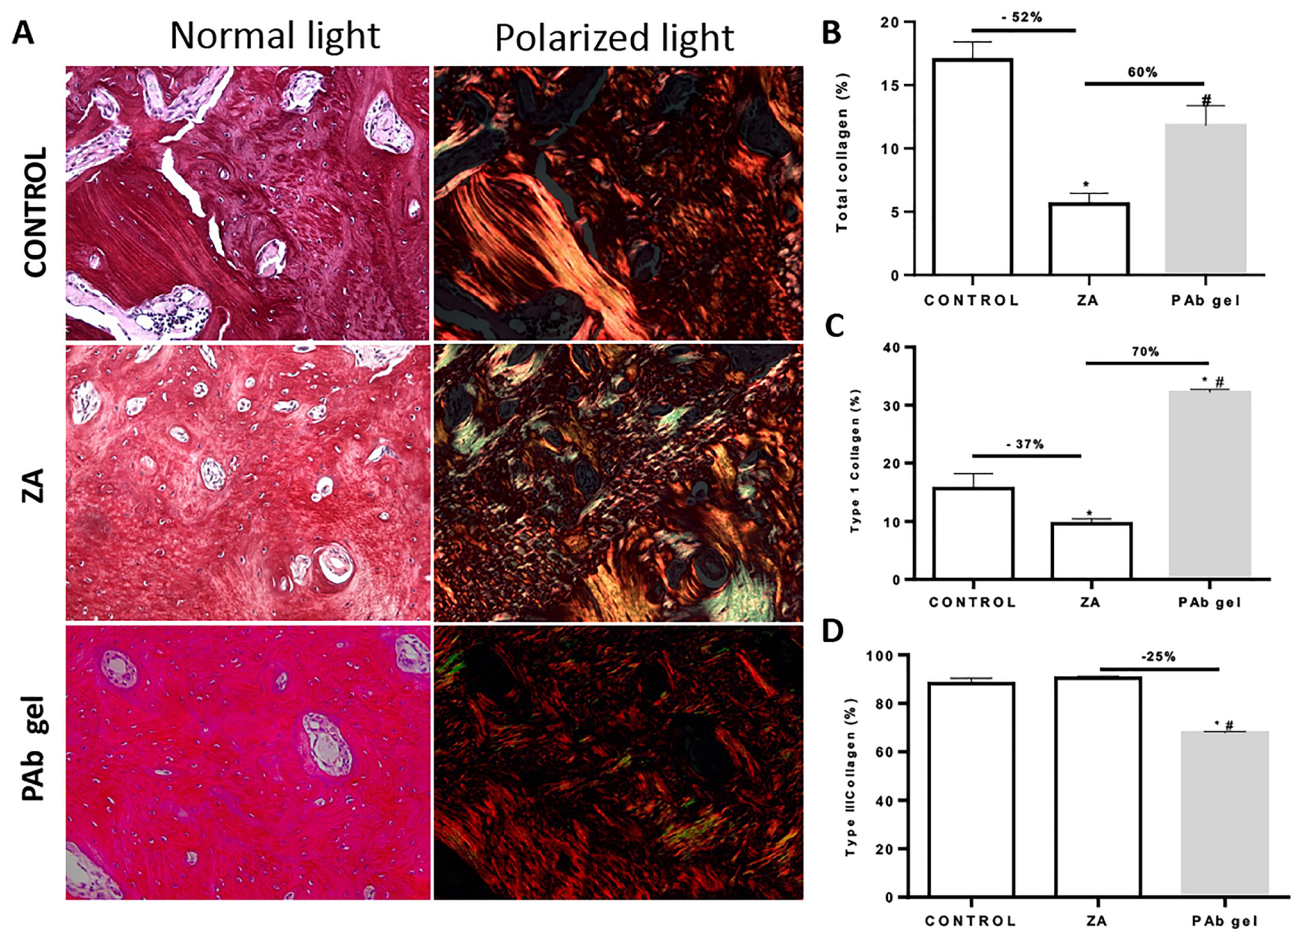 A
Normal light
Polarized light
CONTROL
ZA
PAb gel
B
Total collagen (%)
20
15
10
5
0
- 52%
60%
*
#
CONTROL
ZA
PAb gel
C
Type 1 Collagen (%)
40
30
20
10
0
- 37%
70%
*
* #
CONTROL
ZA
PAb gel
D
Type IIICollagen (%)
100
80
60
40
20
0
-25%
* #
CONTROL
ZA
PAb gel